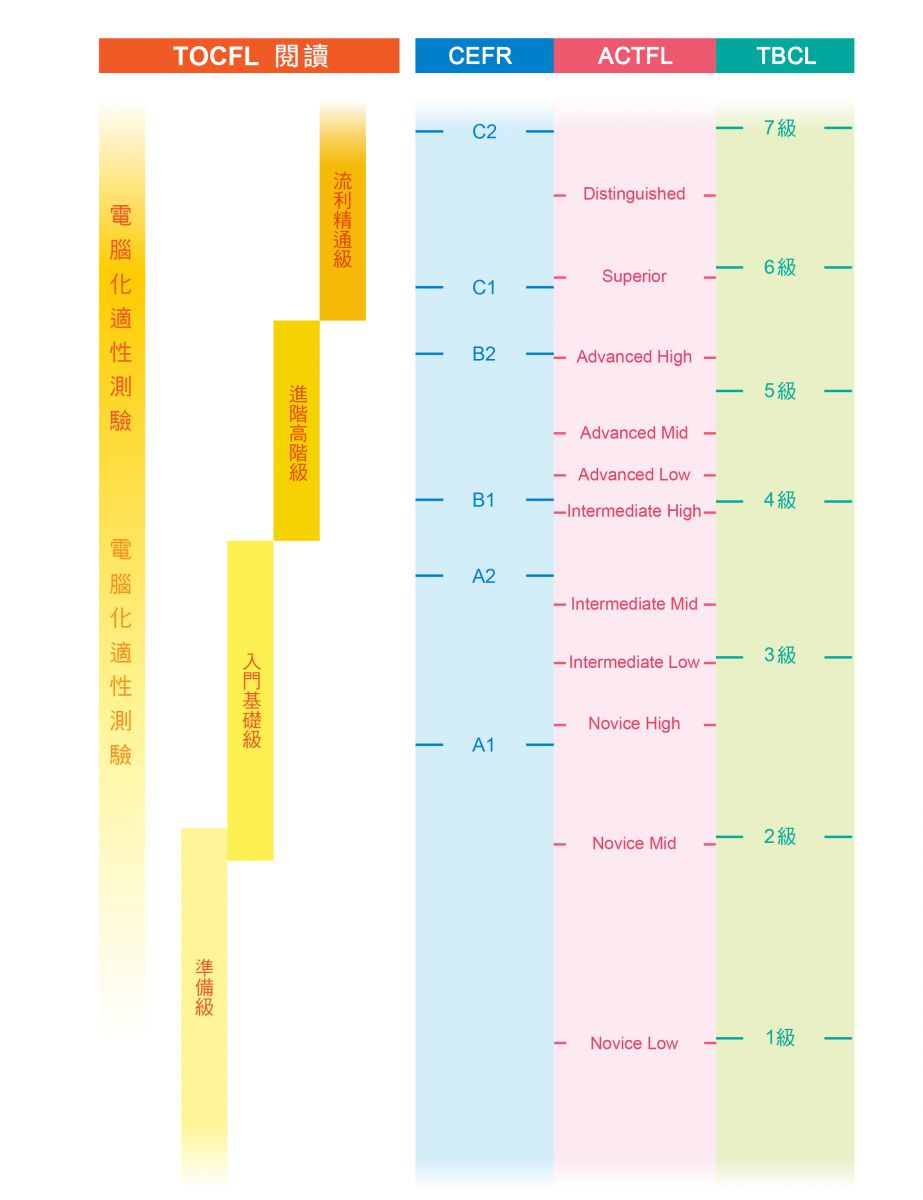 TOCFL 閱讀
CEFR
ACTFL
TBCL
電腦化適性測驗
電腦化適性測驗
流利精通級
進階高階級
入門基礎級
準備級
C2
C1
B2
B1
A2
A1
Distinguished
Superior
Advanced High
Advanced Mid
Advanced Low
Intermediate High
Intermediate Mid
Intermediate Low
Novice High
Novice Mid
Novice Low
7級
6級
5級
4級
3級
2級
1級